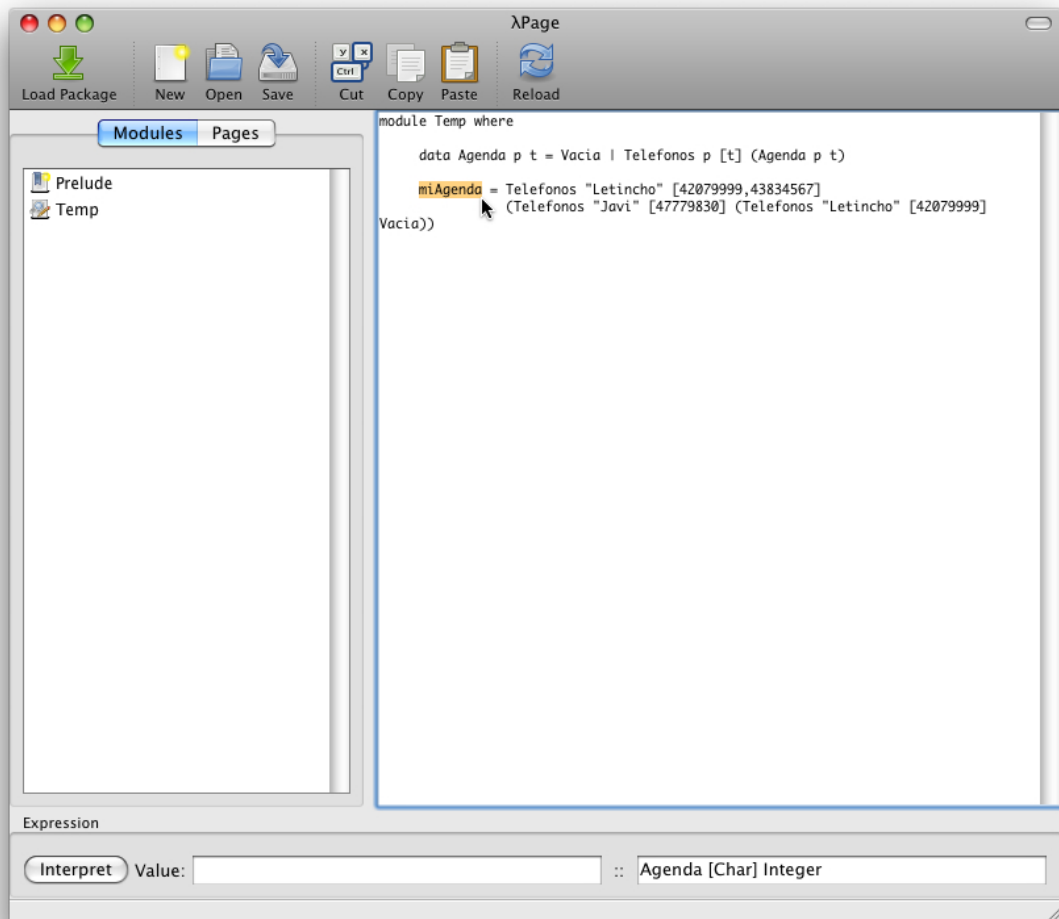 λPage
Load Package New Open Save Cut Copy Paste Reload
y x
Ctrl
Modules Pages
Prelude
Temp
module Temp where
data Agenda p t = Vacia | Telefonos p [t] (Agenda p t)
miAgenda = Telefonos "Letincho" [42079999,43834567]
(Telefonos "Javi" [47779830] (Telefonos "Letincho" [42079999]
Vacia))
Expression
Interpret Value: :: Agenda [Char] Integer